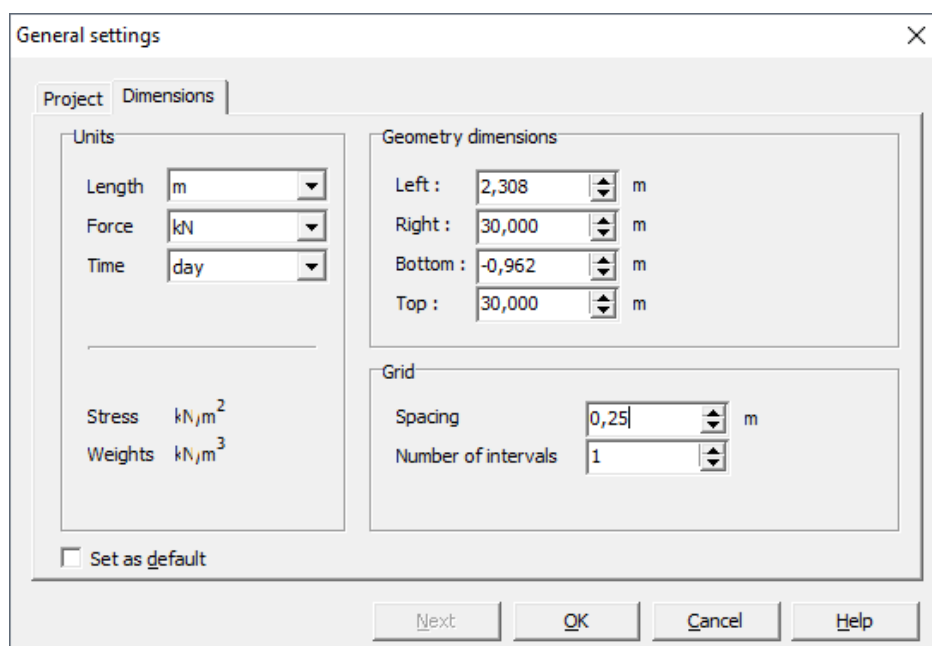 General settings
Project Dimensions
Units
Length m
Force kN
Time day
Stress kN/m²
Weights kN/m³
Geometry dimensions
Left : 2,308 m
Right : 30,000 m
Bottom : -0,962 m
Top : 30,000 m
Grid
Spacing 0,25 m
Number of intervals 1
Set as default
Next OK Cancel Help